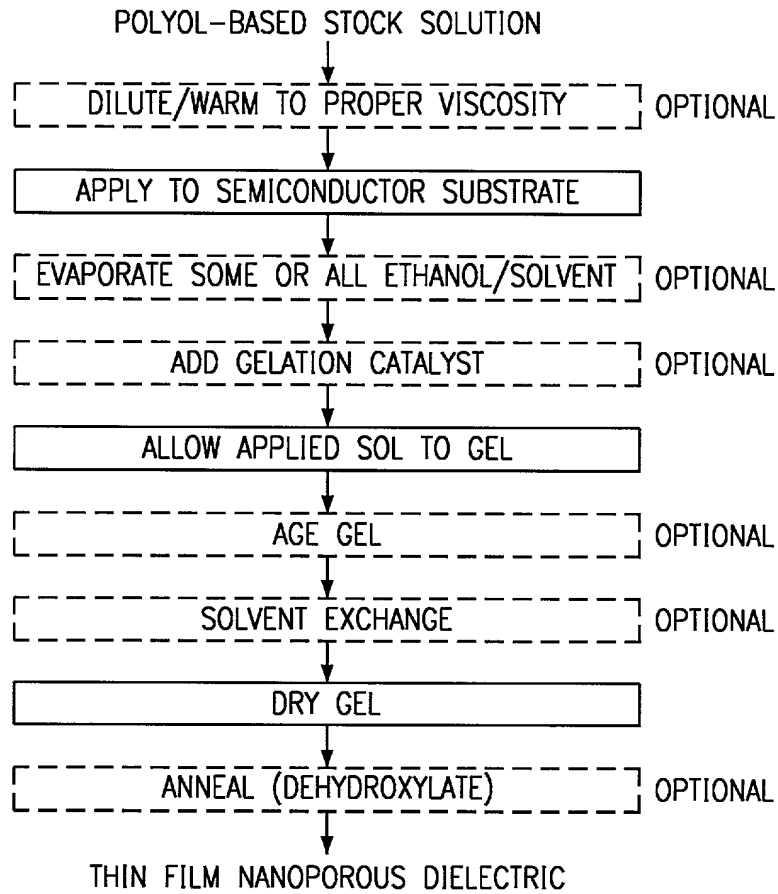 POLYOL-BASED STOCK SOLUTION
DILUTE/WARM TO PROPER VISCOSITY OPTIONAL
APPLY TO SEMICONDUCTOR SUBSTRATE
EVAPORATE SOME OR ALL ETHANOL/SOLVENT OPTIONAL
ADD GELATION CATALYST OPTIONAL
ALLOW APPLIED SOL TO GEL
AGE GEL OPTIONAL
SOLVENT EXCHANGE OPTIONAL
DRY GEL
ANNEAL (DEHYDROXYLATE) OPTIONAL
THIN FILM NANOPOROUS DIELECTRIC